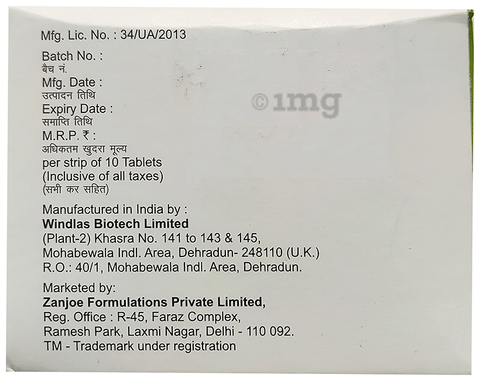 Mfg. Lic. No. : 34/UA/2013
Batch No. :
बैच नं.
Mfg. Date :
उत्पादन तिथि
Expiry Date :
समाप्ति तिथि
M.R.P. ₹ :
अधिकतम खुदरा मूल्य
per strip of 10 Tablets
(Inclusive of all taxes)
(सभी कर सहित)
©1mg
Manufactured in India by :
Windlas Biotech Limited
(Plant-2) Khasra No. 141 to 143 & 145,
Mohabewala Indl. Area, Dehradun- 248110 (U.K.)
R.O.: 40/1, Mohabewala Indl. Area, Dehradun.
Marketed by:
Zanjoe Formulations Private Limited,
Reg. Office : R-45, Faraz Complex,
Ramesh Park, Laxmi Nagar, Delhi - 110 092.
TM - Trademark under registration